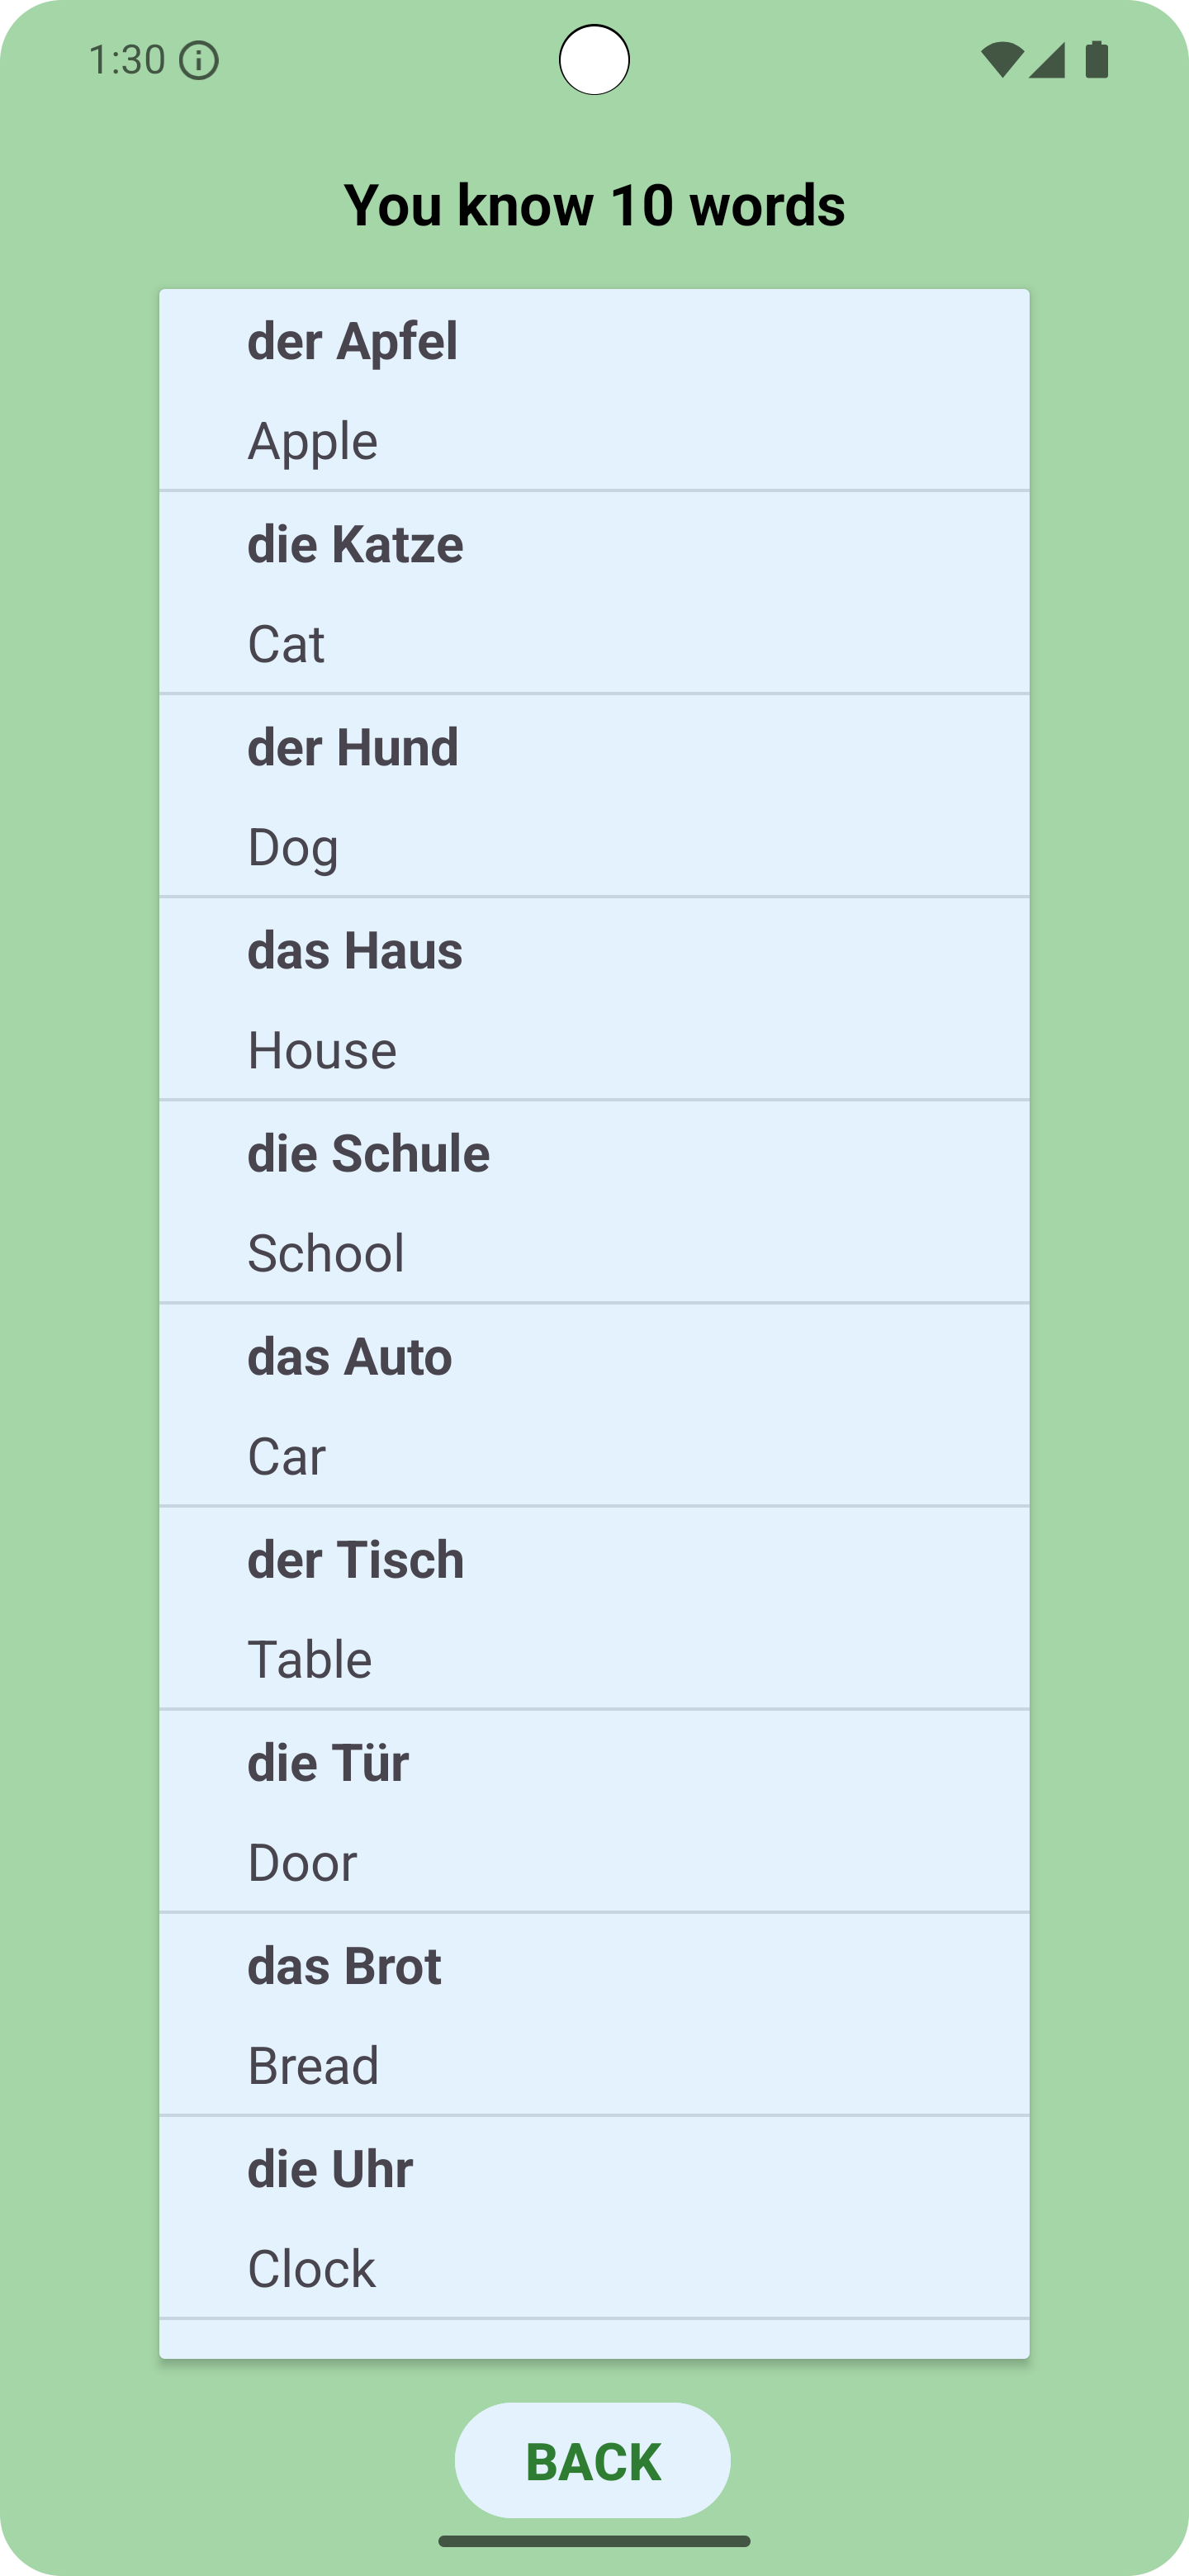 1:30
You know 10 words
der Apfel
Apple
die Katze
Cat
der Hund
Dog
das Haus
House
die Schule
School
das Auto
Car
der Tisch
Table
die Tür
Door
das Brot
Bread
die Uhr
Clock
BACK